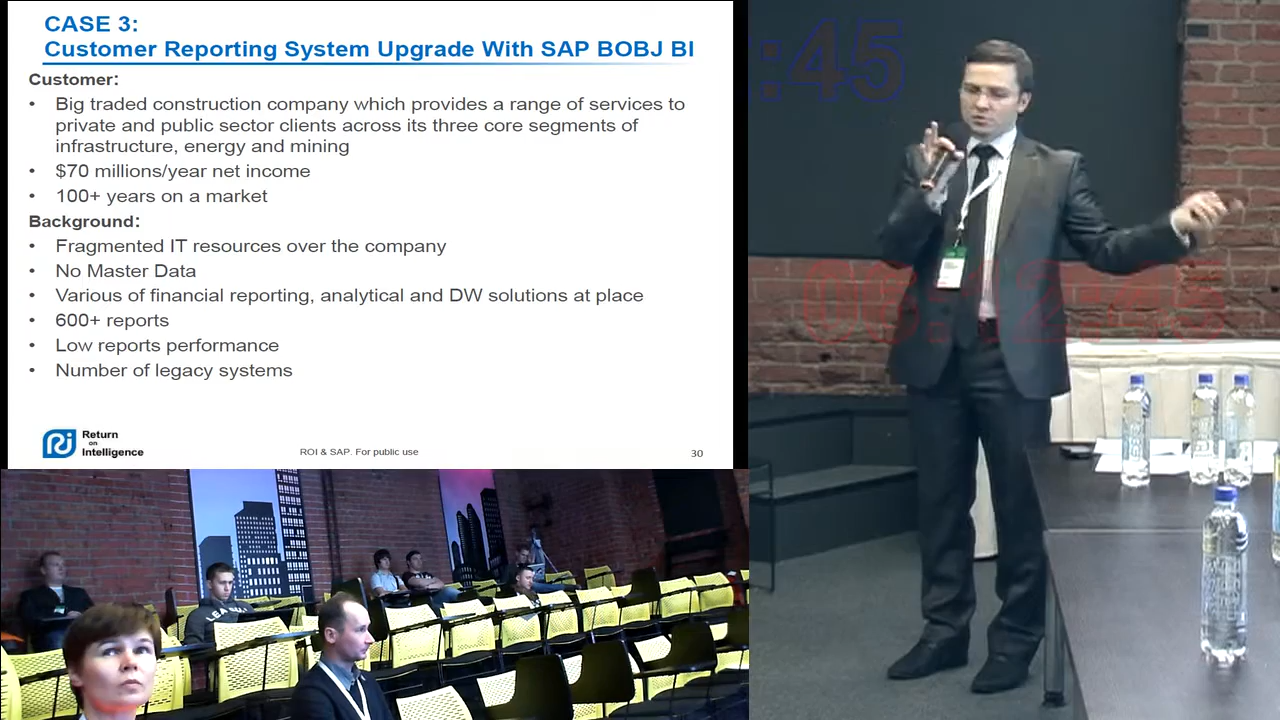 CASE 3:
Customer Reporting System Upgrade With SAP BOBJ BI
Customer:
• Big traded construction company which provides a range of services to
private and public sector clients across its three core segments of
infrastructure, energy and mining
• $70 millions/year net income
• 100+ years on a market
Background:
• Fragmented IT resources over the company
• No Master Data
• Various of financial reporting, analytical and DW solutions at place
• 600+ reports
• Low reports performance
• Number of legacy systems
Return
on
Intelligence
ROI & SAP. For public use
30
:45
06:12:45